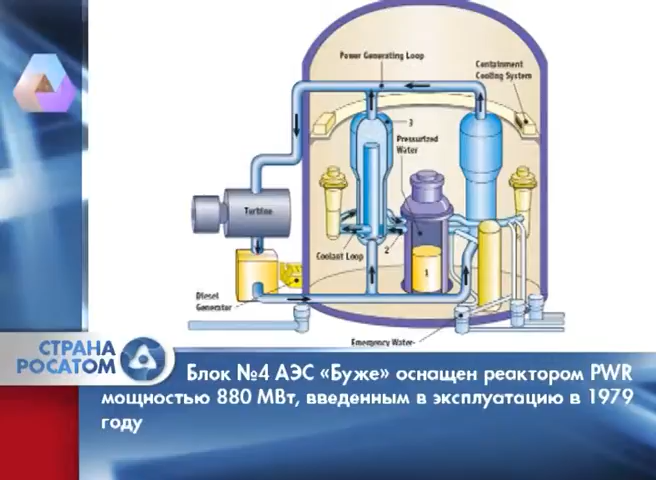 Power Generating Loop
Containment
Cooling System
3
Pressurized
Water
Turbine
Coolant Loop
2
1
Diesel
Generator
Emergency Water-
СТРАНА
РОСАТОМ
Блок №4 АЭС «Буже» оснащен реактором PWR
мощностью 880 МВт, введенным в эксплуатацию в 1979
году